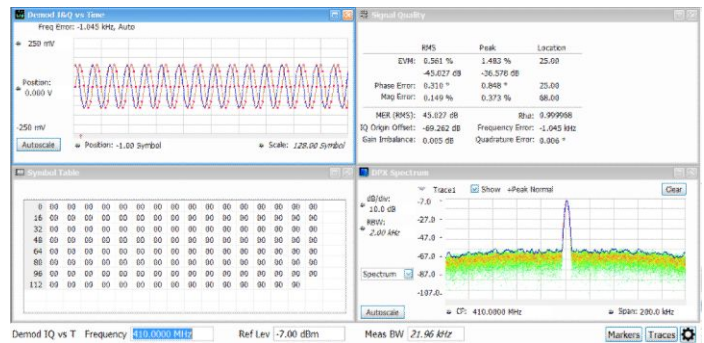 Demod I&Q vs Time
Freq Error: -1.045 kHz, Auto
250 mV
Position:
0.000 V
-250 mV
Autoscale
Position: -1.00 Symbol
Scale: 128.00 Symbol
Signal Quality
RMS Peak Location
EVM: 0.561 % 1.483 % 25.00
-45.027 dB -36.578 dB
Phase Error: 0.310 ° 0.848 ° 25.00
Mag Error: 0.149 % 0.373 % 68.00
MER (RMS): 45.027 dB Rho: 0.999968
IQ Origin Offset: -69.262 dB Frequency Error: -1.045 kHz
Gain Imbalance: 0.005 dB Quadrature Error: 0.006 °
Symbol Table
0 00 00 00 00 00 00 00 00 00 00 00 00 00 00 00 00
16 00 00 00 00 00 00 00 00 00 00 00 00 00 00 00 00
32 00 00 00 00 00 00 00 00 00 00 00 00 00 00 00 00
48 00 00 00 00 00 00 00 00 00 00 00 00 00 00 00 00
64 00 00 00 00 00 00 00 00 00 00 00 00 00 00 00 00
80 00 00 00 00 00 00 00 00 00 00 00 00 00 00 00 00
96 00 00 00 00 00 00 00 00 00 00 00 00 00 00 00 00
112 00 00 00 00 00 00 00 00 00 00 00 00 00 00 00
DPX Spectrum
Trace1 Show +Peak Normal Clear
dB/div:
10.0 dB
RBW:
2.00 kHz
-7.0
-27.0
-47.0
-67.0
Spectrum -87.0
-107.0
Autoscale
CF: 410.0000 MHz
Span: 200.0 kHz
Demod IQ vs T Frequency 410.0000 MHz Ref Lev -7.00 dBm Meas BW 21.96 kHz Markers Traces